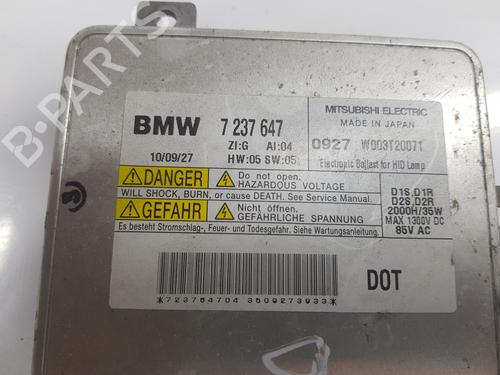 BMW 7 237 647
ZI:G AI:04
10/09/27 HW:05 SW:05
MITSUBISHI ELECTRIC
MADE IN JAPAN
0927 W003T20071
Electronic Ballast for HID Lamp
DANGER Do not open.
HAZARDOUS VOLTAGE
WILL SHOCK, BURN, or cause DEATH. See Service Manual.
GEFAHR Nicht öffnen.
GEFÄHRLICHE SPANNUNG
Es besteht Stromschlag-, Feuer- und Todesgefahr. Siehe Wartungsanleitung.
D1S,D1R
D2S,D2R
2000H/35W
MAX 1300V DC
85V AC
*723764704 3509273933*
DOT
B-PARTS